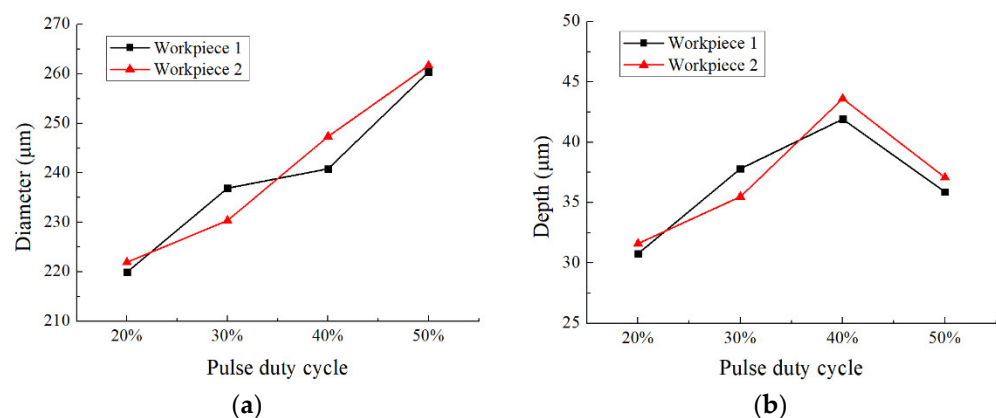 270
260
250
240
230
220
210
Diameter (μm)
Workpiece 1
Workpiece 2
20% 30% 40% 50%
Pulse duty cycle
(a)
50
45
40
35
30
25
Depth (μm)
Workpiece 1
Workpiece 2
20% 30% 40% 50%
Pulse duty cycle
(b)